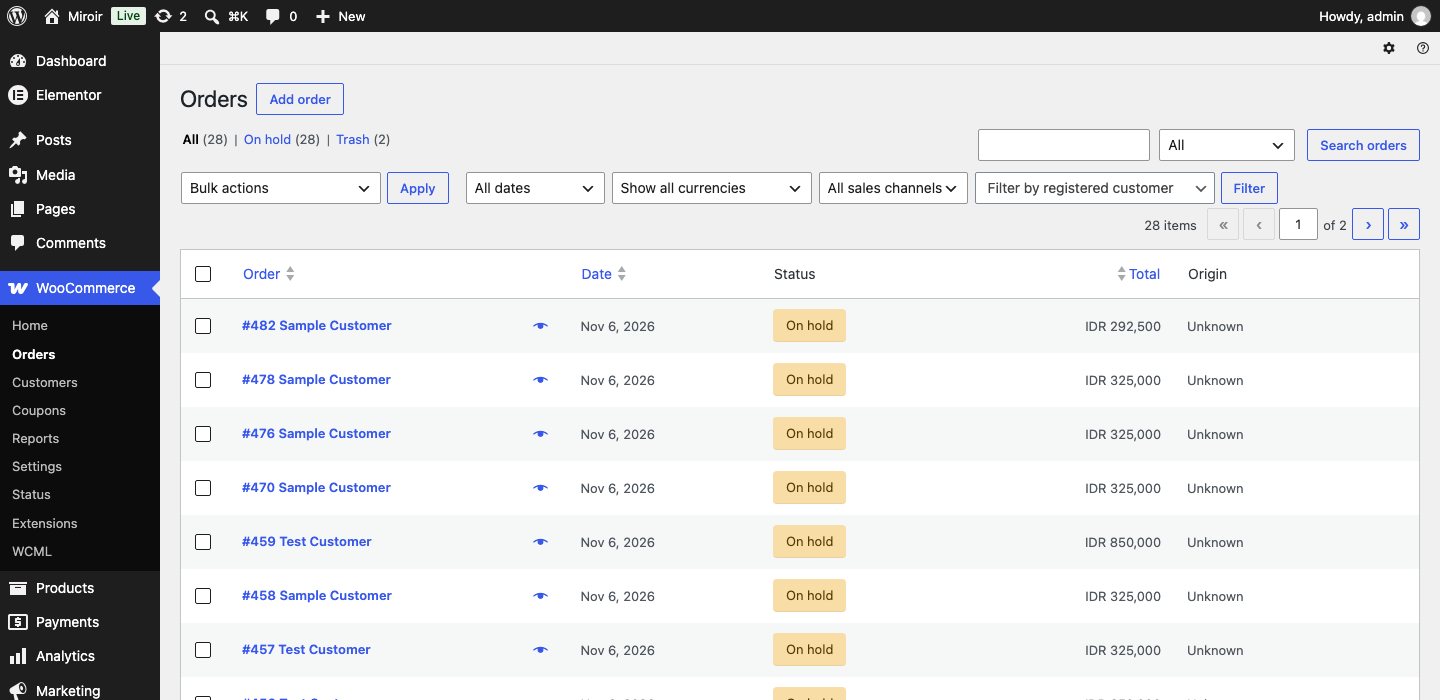 Miroir Live 2 ⌘K 0 New Howdy, admin
Dashboard
Elementor
Posts
Media
Pages
Comments
WooCommerce
Home
Orders
Customers
Coupons
Reports
Settings
Status
Extensions
WCML
Products
Payments
Analytics
Marketing
Orders Add order
All (28) | On hold (28) | Trash (2)
All Search orders
Bulk actions Apply All dates Show all currencies All sales channels Filter by registered customer Filter
28 items « ‹ 1 of 2 › »
Order Date Status Total Origin
#482 Sample Customer Nov 6, 2026 On hold IDR 292,500 Unknown
#478 Sample Customer Nov 6, 2026 On hold IDR 325,000 Unknown
#476 Sample Customer Nov 6, 2026 On hold IDR 325,000 Unknown
#470 Sample Customer Nov 6, 2026 On hold IDR 325,000 Unknown
#459 Test Customer Nov 6, 2026 On hold IDR 850,000 Unknown
#458 Sample Customer Nov 6, 2026 On hold IDR 325,000 Unknown
#457 Test Customer Nov 6, 2026 On hold IDR 325,000 Unknown